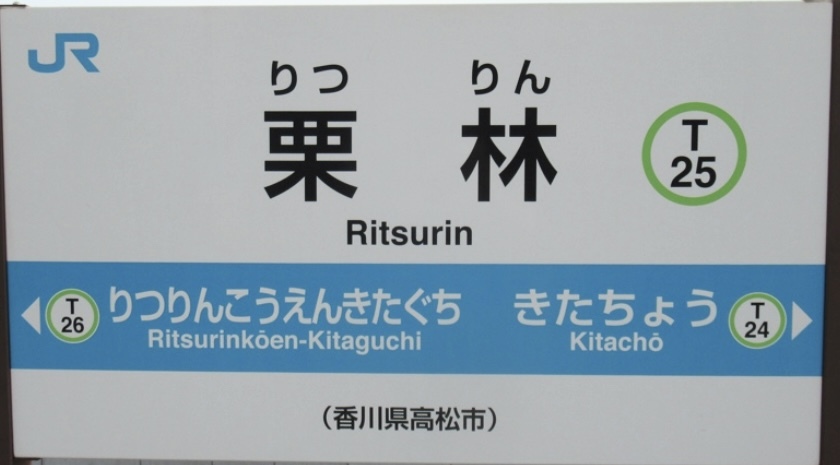 JR
りつ りん
栗 林
T
25
Ritsurin
T
26
りつりんこうえんきたぐち
Ritsurinkōen-Kitaguchi
きたちょう
Kitachō
T
24
（香川県高松市）